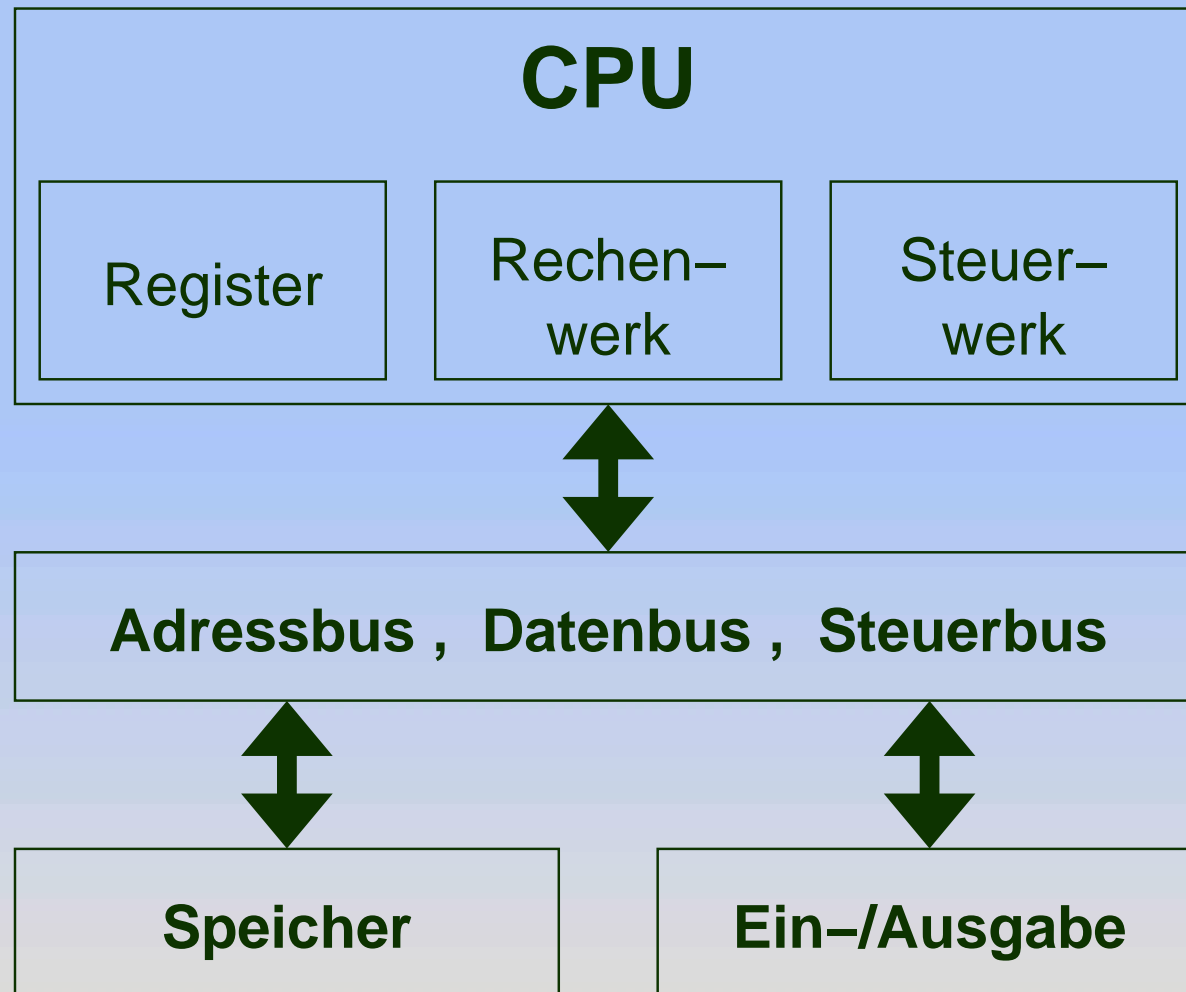 CPU
Register
Rechen–
werk
Steuer–
werk
Adressbus , Datenbus , Steuerbus
Speicher
Ein–/Ausgabe